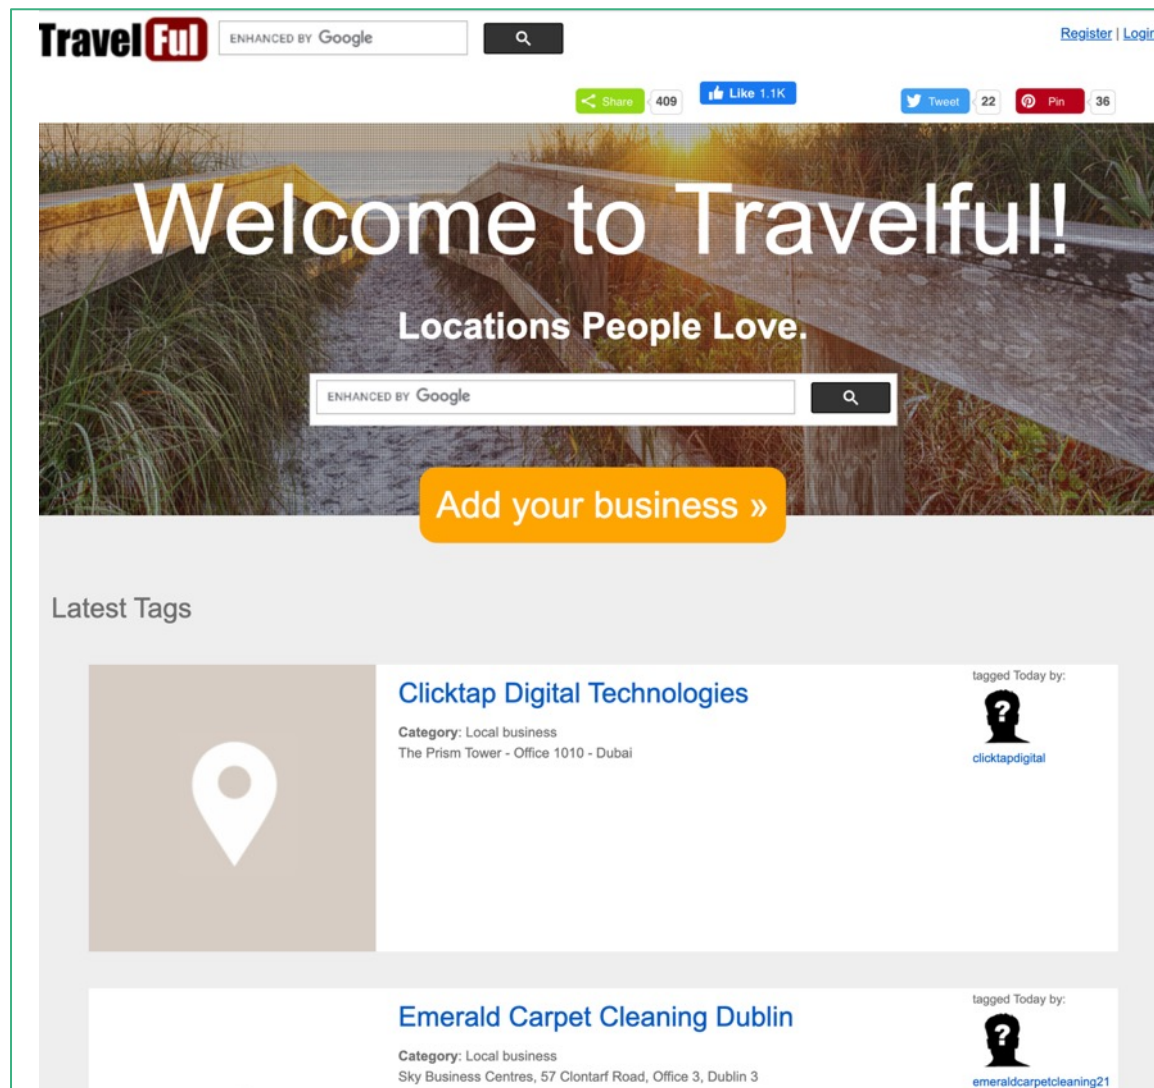 Travel Ful
ENHANCED BY Google
Register | Login
Share 409
Like 1.1K
Tweet 22
Pin 36
Welcome to Travelful!
Locations People Love.
ENHANCED BY Google
Add your business »
Latest Tags
Clicktap Digital Technologies
Category: Local business
The Prism Tower - Office 1010 - Dubai
tagged Today by:
?
clicktapdigital
Emerald Carpet Cleaning Dublin
Category: Local business
Sky Business Centres, 57 Clontarf Road, Office 3, Dublin 3
tagged Today by:
?
emeraldcarpetcleaning21